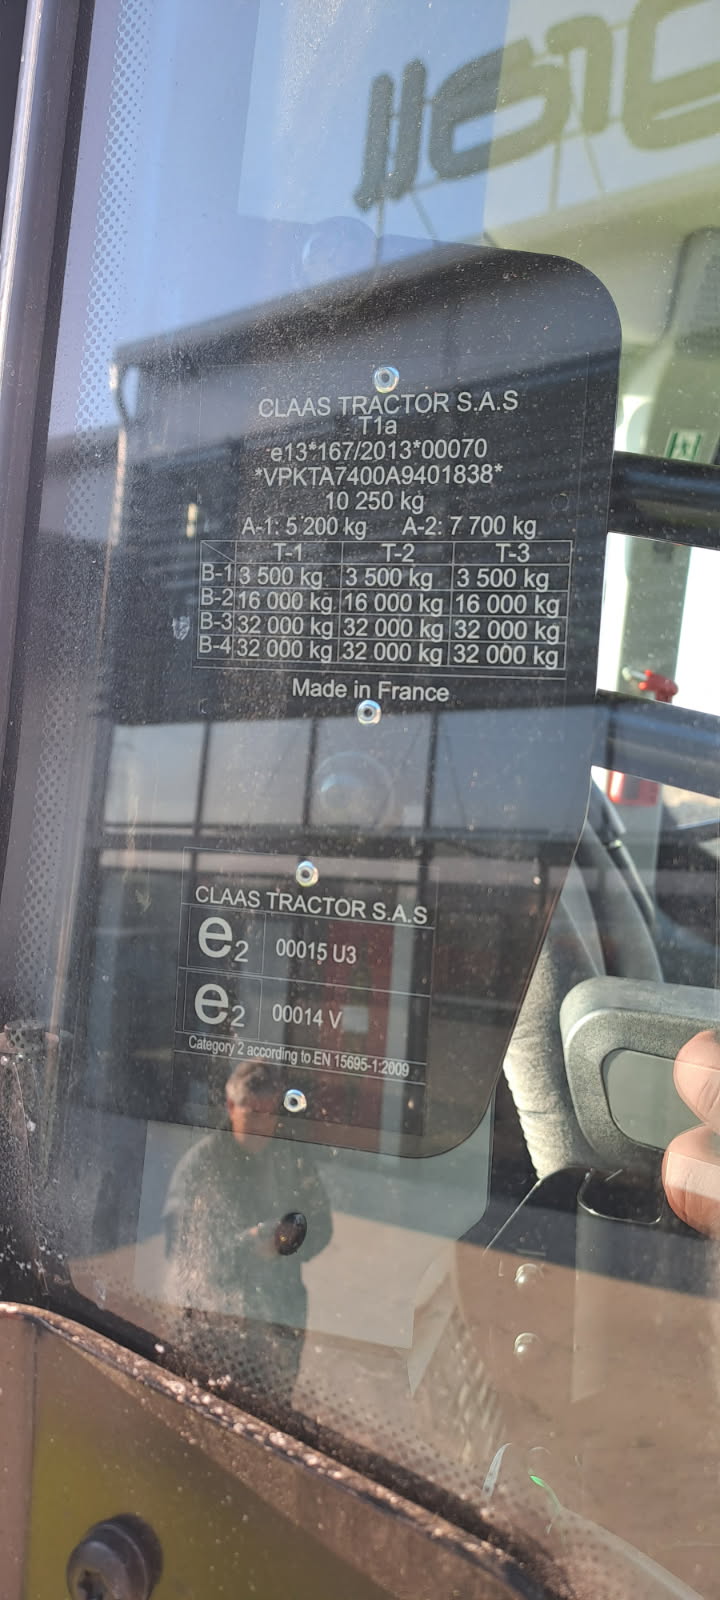 CLAAS TRACTOR S.A.S
T1a
e13*167/2013*00070
*VPKTA7400A9401838*
10 250 kg
A-1: 5 200 kg A-2: 7 700 kg
T-1 T-2 T-3
B-1 3 500 kg 3 500 kg 3 500 kg
B-2 16 000 kg 16 000 kg 16 000 kg
B-3 32 000 kg 32 000 kg 32 000 kg
B-4 32 000 kg 32 000 kg 32 000 kg
Made in France
CLAAS TRACTOR S.A.S
e2 00015 U3
e2 00014 V
Category 2 according to EN 15695-1:2009